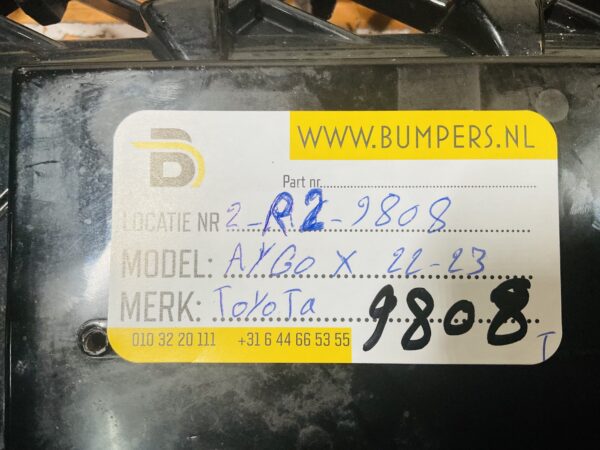 B
WWW.BUMPERS.NL
Part nr.
LOCATIE NR 2-R2-9808
MODEL: AYGO X 22-23
MERK: ToYoTa
9808
T
010 32 20 111 +31 6 44 66 53 55